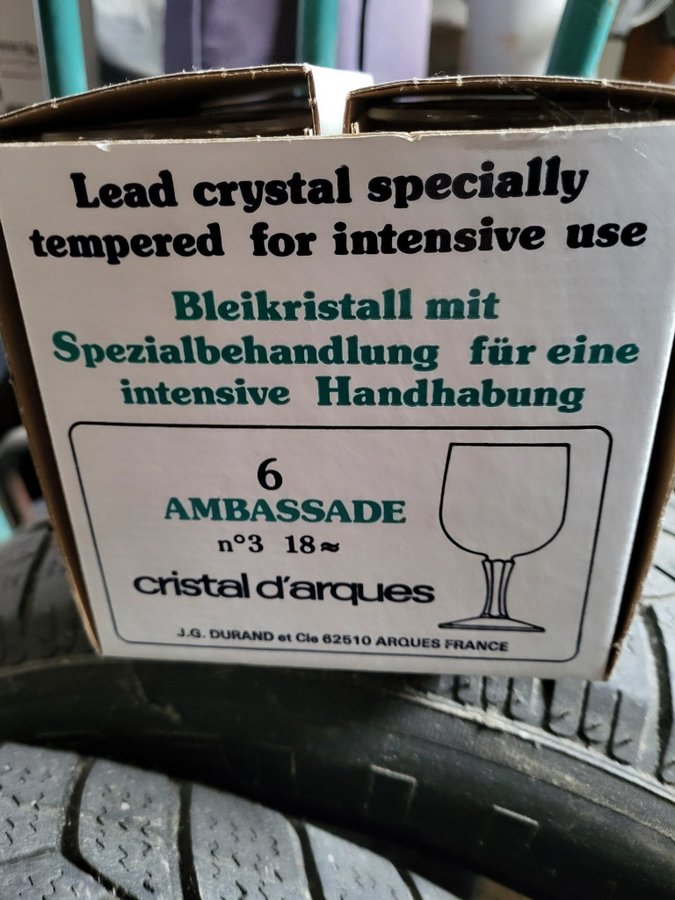 Lead crystal specially
tempered for intensive use
Bleikristall mit
Spezialbehandlung für eine
intensive Handhabung
6
AMBASSADE
n°3 18≈
cristal d'arques
J.G. DURAND et Cie 62510 ARQUES FRANCE